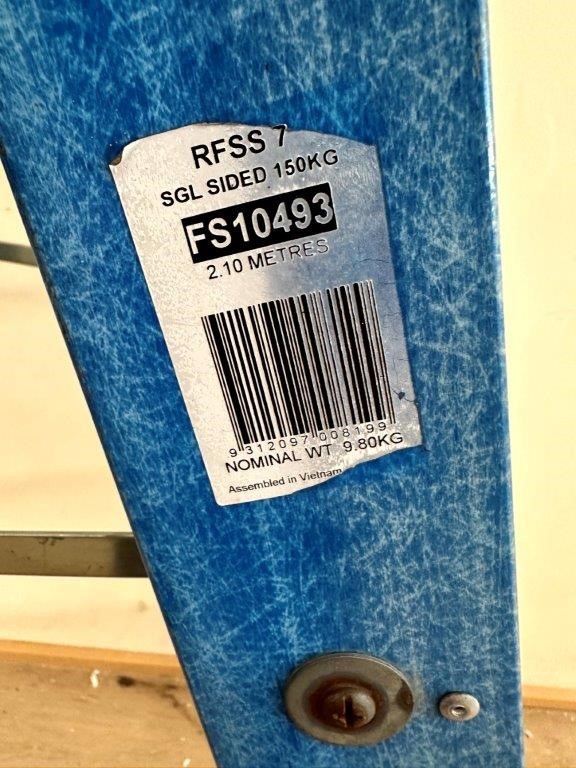 RFSS 7
SGL SIDED 150KG
FS10493
2.10 METRES
9 312097 008199
NOMINAL WT 9.80KG
Assembled in Vietnam